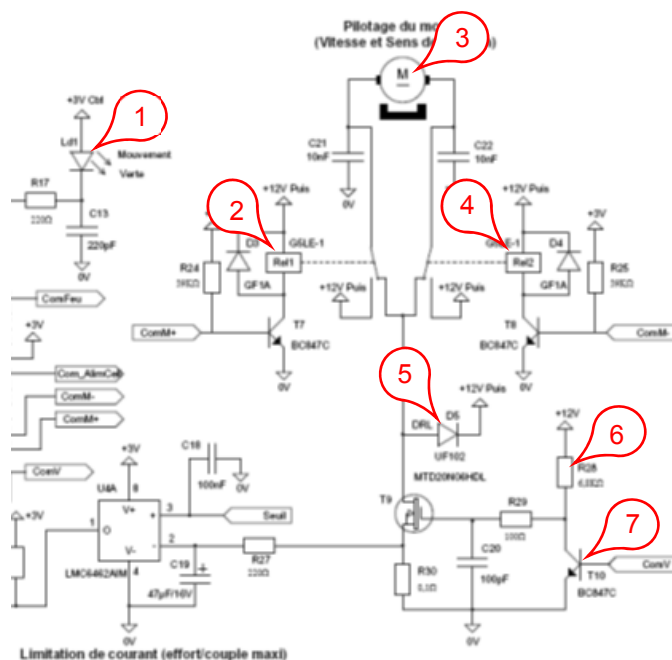 Pilotage du mo
(Vitesse et Sens de
3
M
+3V Cbl
1
Ld1
Mouvement
Verte
C21
10nF
C22
10nF
R17
220Ω
C13
220pF
0V
0V
2
+12V Puis
4
+12V Puis
+3V
G5LE-1
D3
Rel1
GF1A
R24
Rel2
D4
GF1A
R25
+12V Puis
+12V Puis
ComFeu
ComM+
T7
BC847C
0V
T8
BC847C
ComM-
0V
+3V
Com_AlimCell
ComM-
ComM+
ComV
5
+12V Puis
D5
DRL
UF102
+12V
6
R28
C18
100nF
0V
+3V
U4A
8
V+
3
+
Seuil
MTD20N06HDL
T9
R29
100Ω
7
+3V
1
O
V-
2
-
4
LMC6462AIM
C19
47µF/16V
R27
220Ω
R30
0,1Ω
C20
100pF
T10
BC847C
ComV
0V
0V
Limitation de courant (effort/couple maxi)